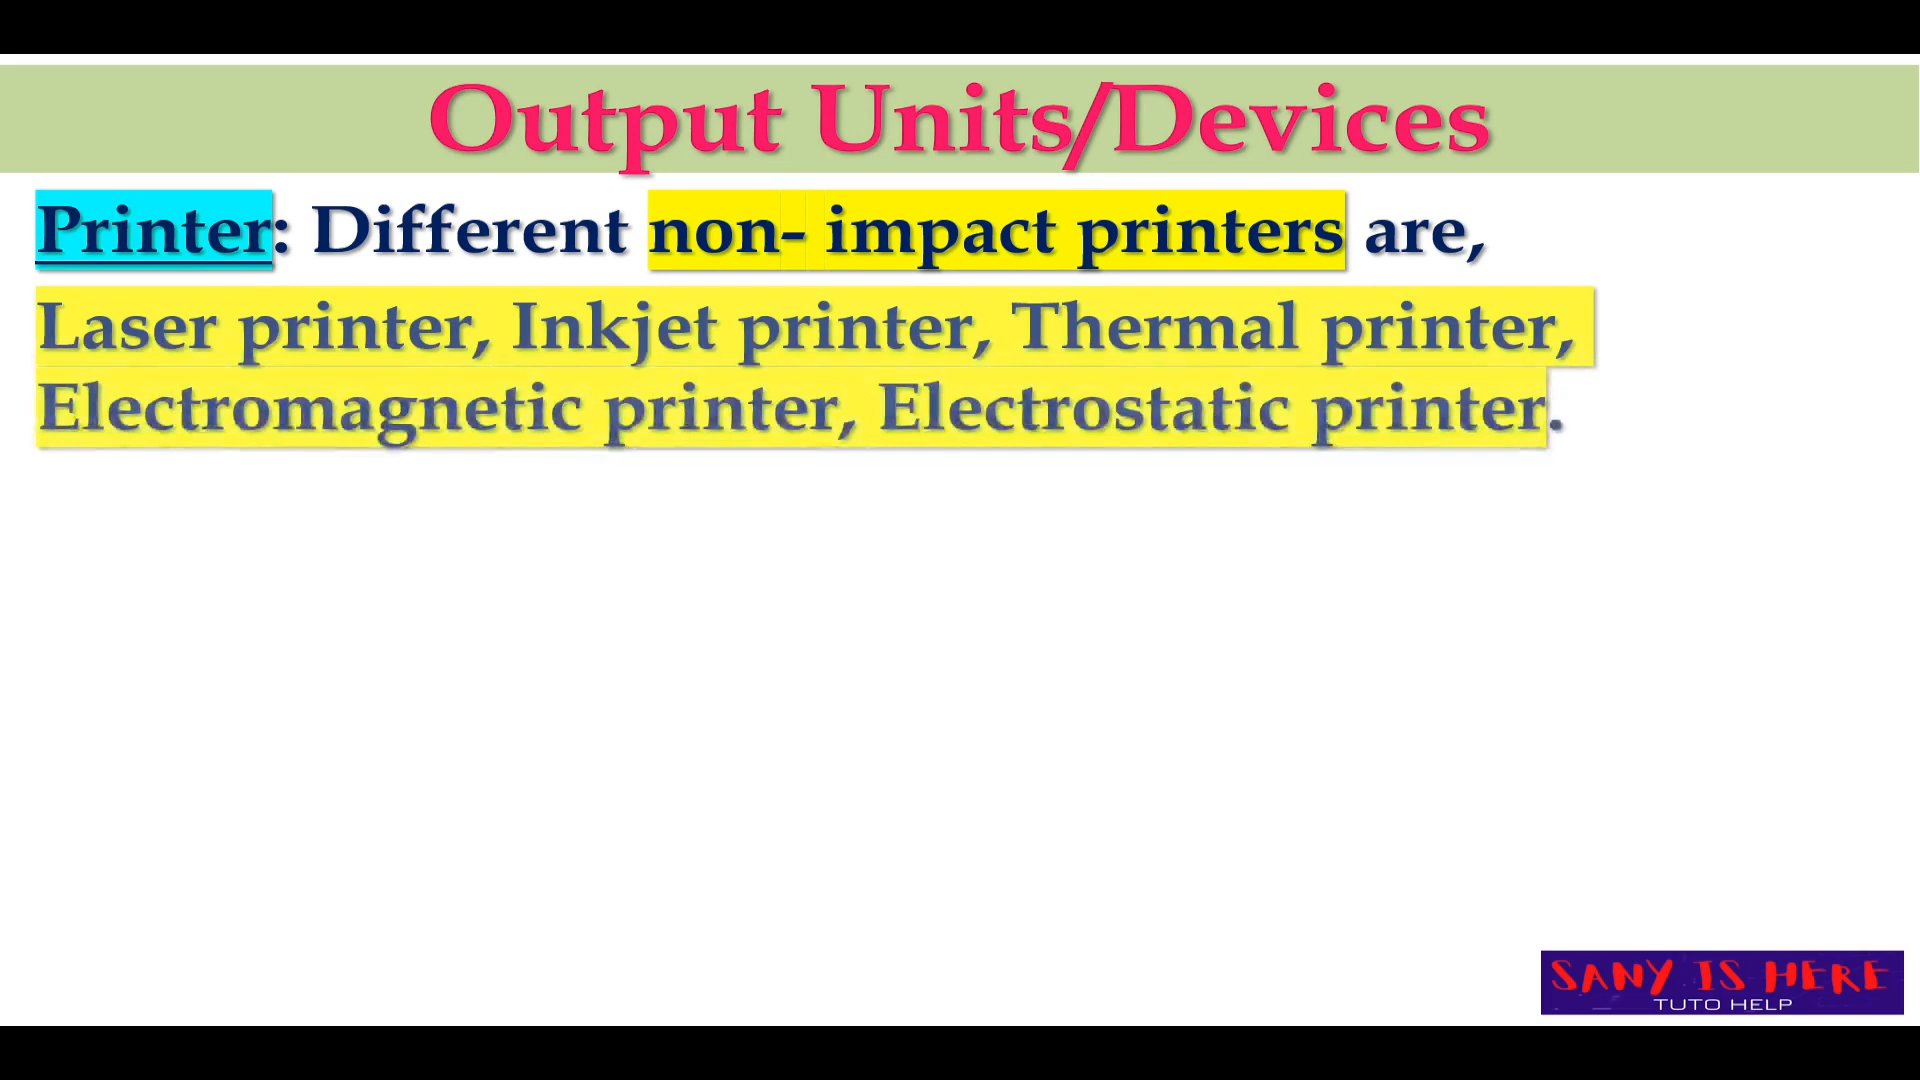 Output Units/Devices
Printer: Different non- impact printers are,
Laser printer, Inkjet printer, Thermal printer,
Electromagnetic printer, Electrostatic printer.
SANY IS HERE
TUTO HELP